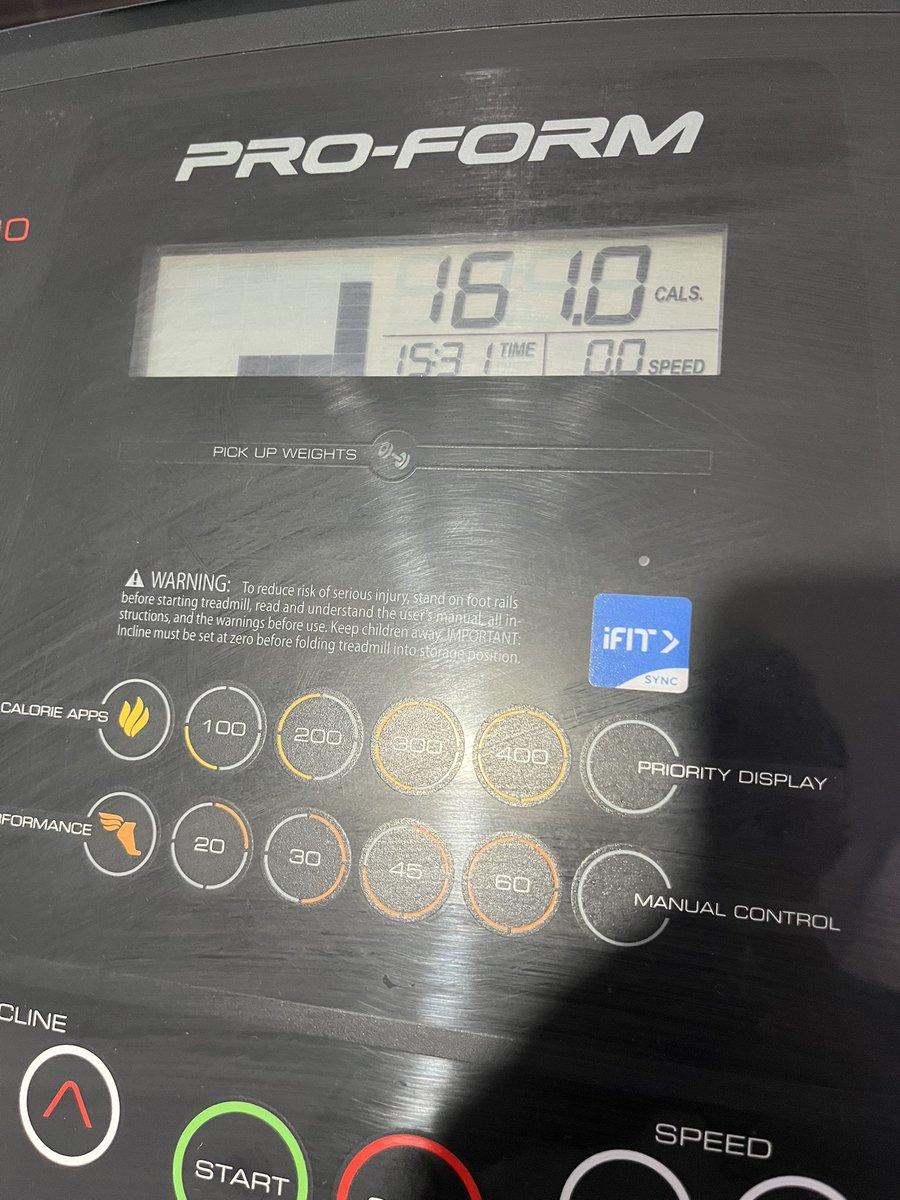 PRO-FORM
161.0 CALS.
15:31 TIME 0.0 SPEED
PICK UP WEIGHTS
WARNING: To reduce risk of serious injury, stand on foot rails
before starting treadmill, read and understand the user's manual, all in-
structions, and the warnings before use. Keep children away. IMPORTANT:
Incline must be set at zero before folding treadmill into storage position.
iFIT
SYNC
CALORIE APPS 100 200 300 400 PRIORITY DISPLAY
RFORMANCE 20 30 45 60 MANUAL CONTROL
CLINE
SPEED
START